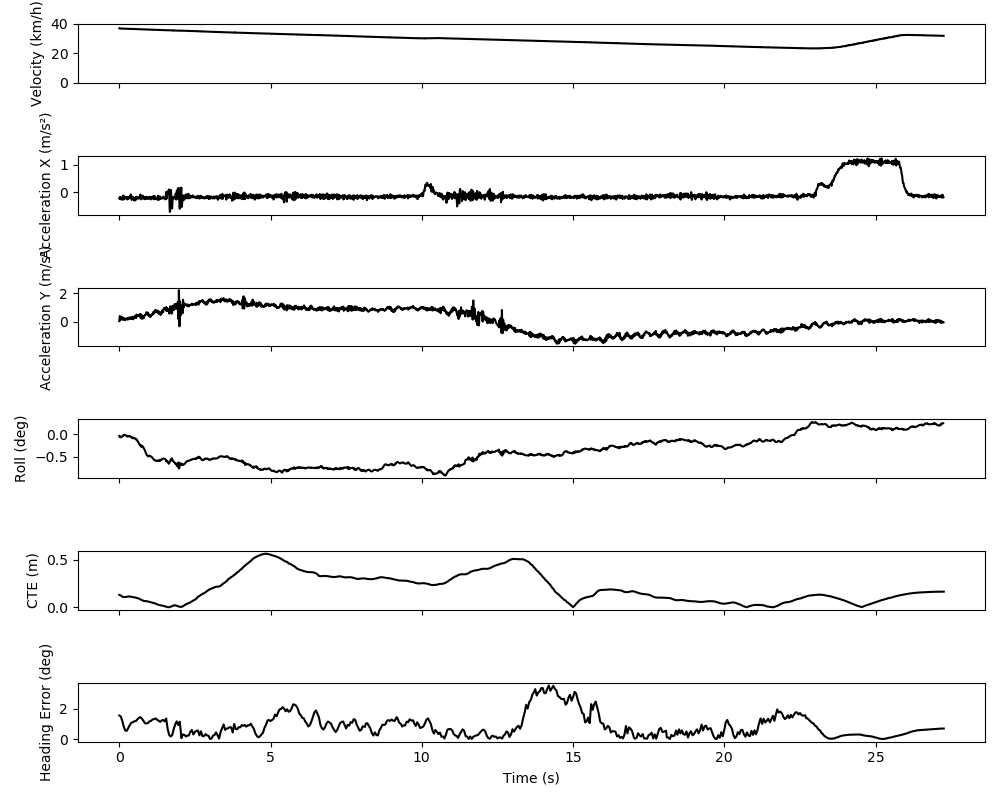 Velocity (km/h)
40
20
0
Acceleration X (m/s²)
1
0
Acceleration Y (m/s²)
2
0
Roll (deg)
0.0
−0.5
CTE (m)
0.5
0.0
Heading Error (deg)
2
0
0 5 10 15 20 25
Time (s)